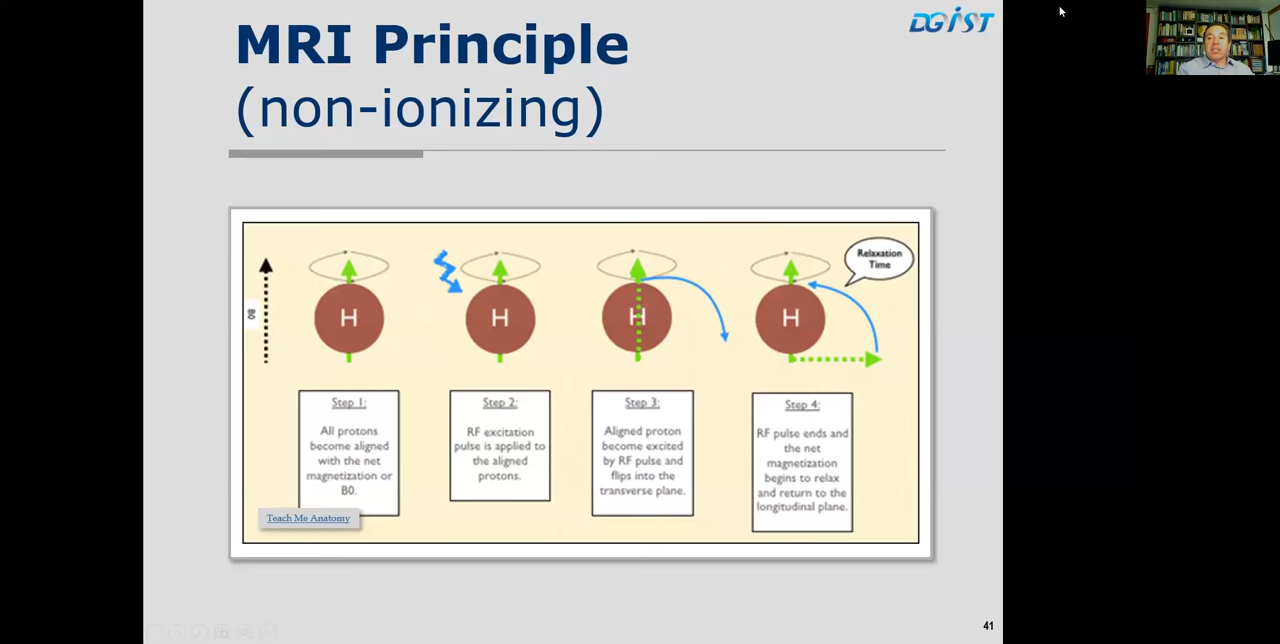 MRI Principle
(non-ionizing)
DGIST
B0
H
H
H
H
Relaxation
Time
Step 1:
All protons
become aligned
with the net
magnetization or
B0.
Step 2:
RF excitation
pulse is applied to
the aligned
protons.
Step 3:
Aligned proton
become excited
by RF pulse and
flips into the
transverse plane.
Step 4:
RF pulse ends and
the net
magnetization
begins to relax
and return to the
longitudinal plane.
Teach Me Anatomy
41